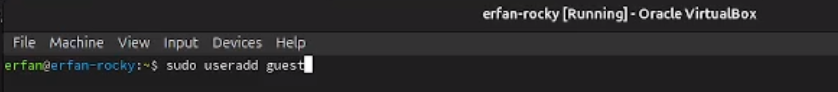 erfan-rocky [Running] - Oracle VirtualBox
File Machine View Input Devices Help
erfan@erfan-rocky:~$ sudo useradd guest